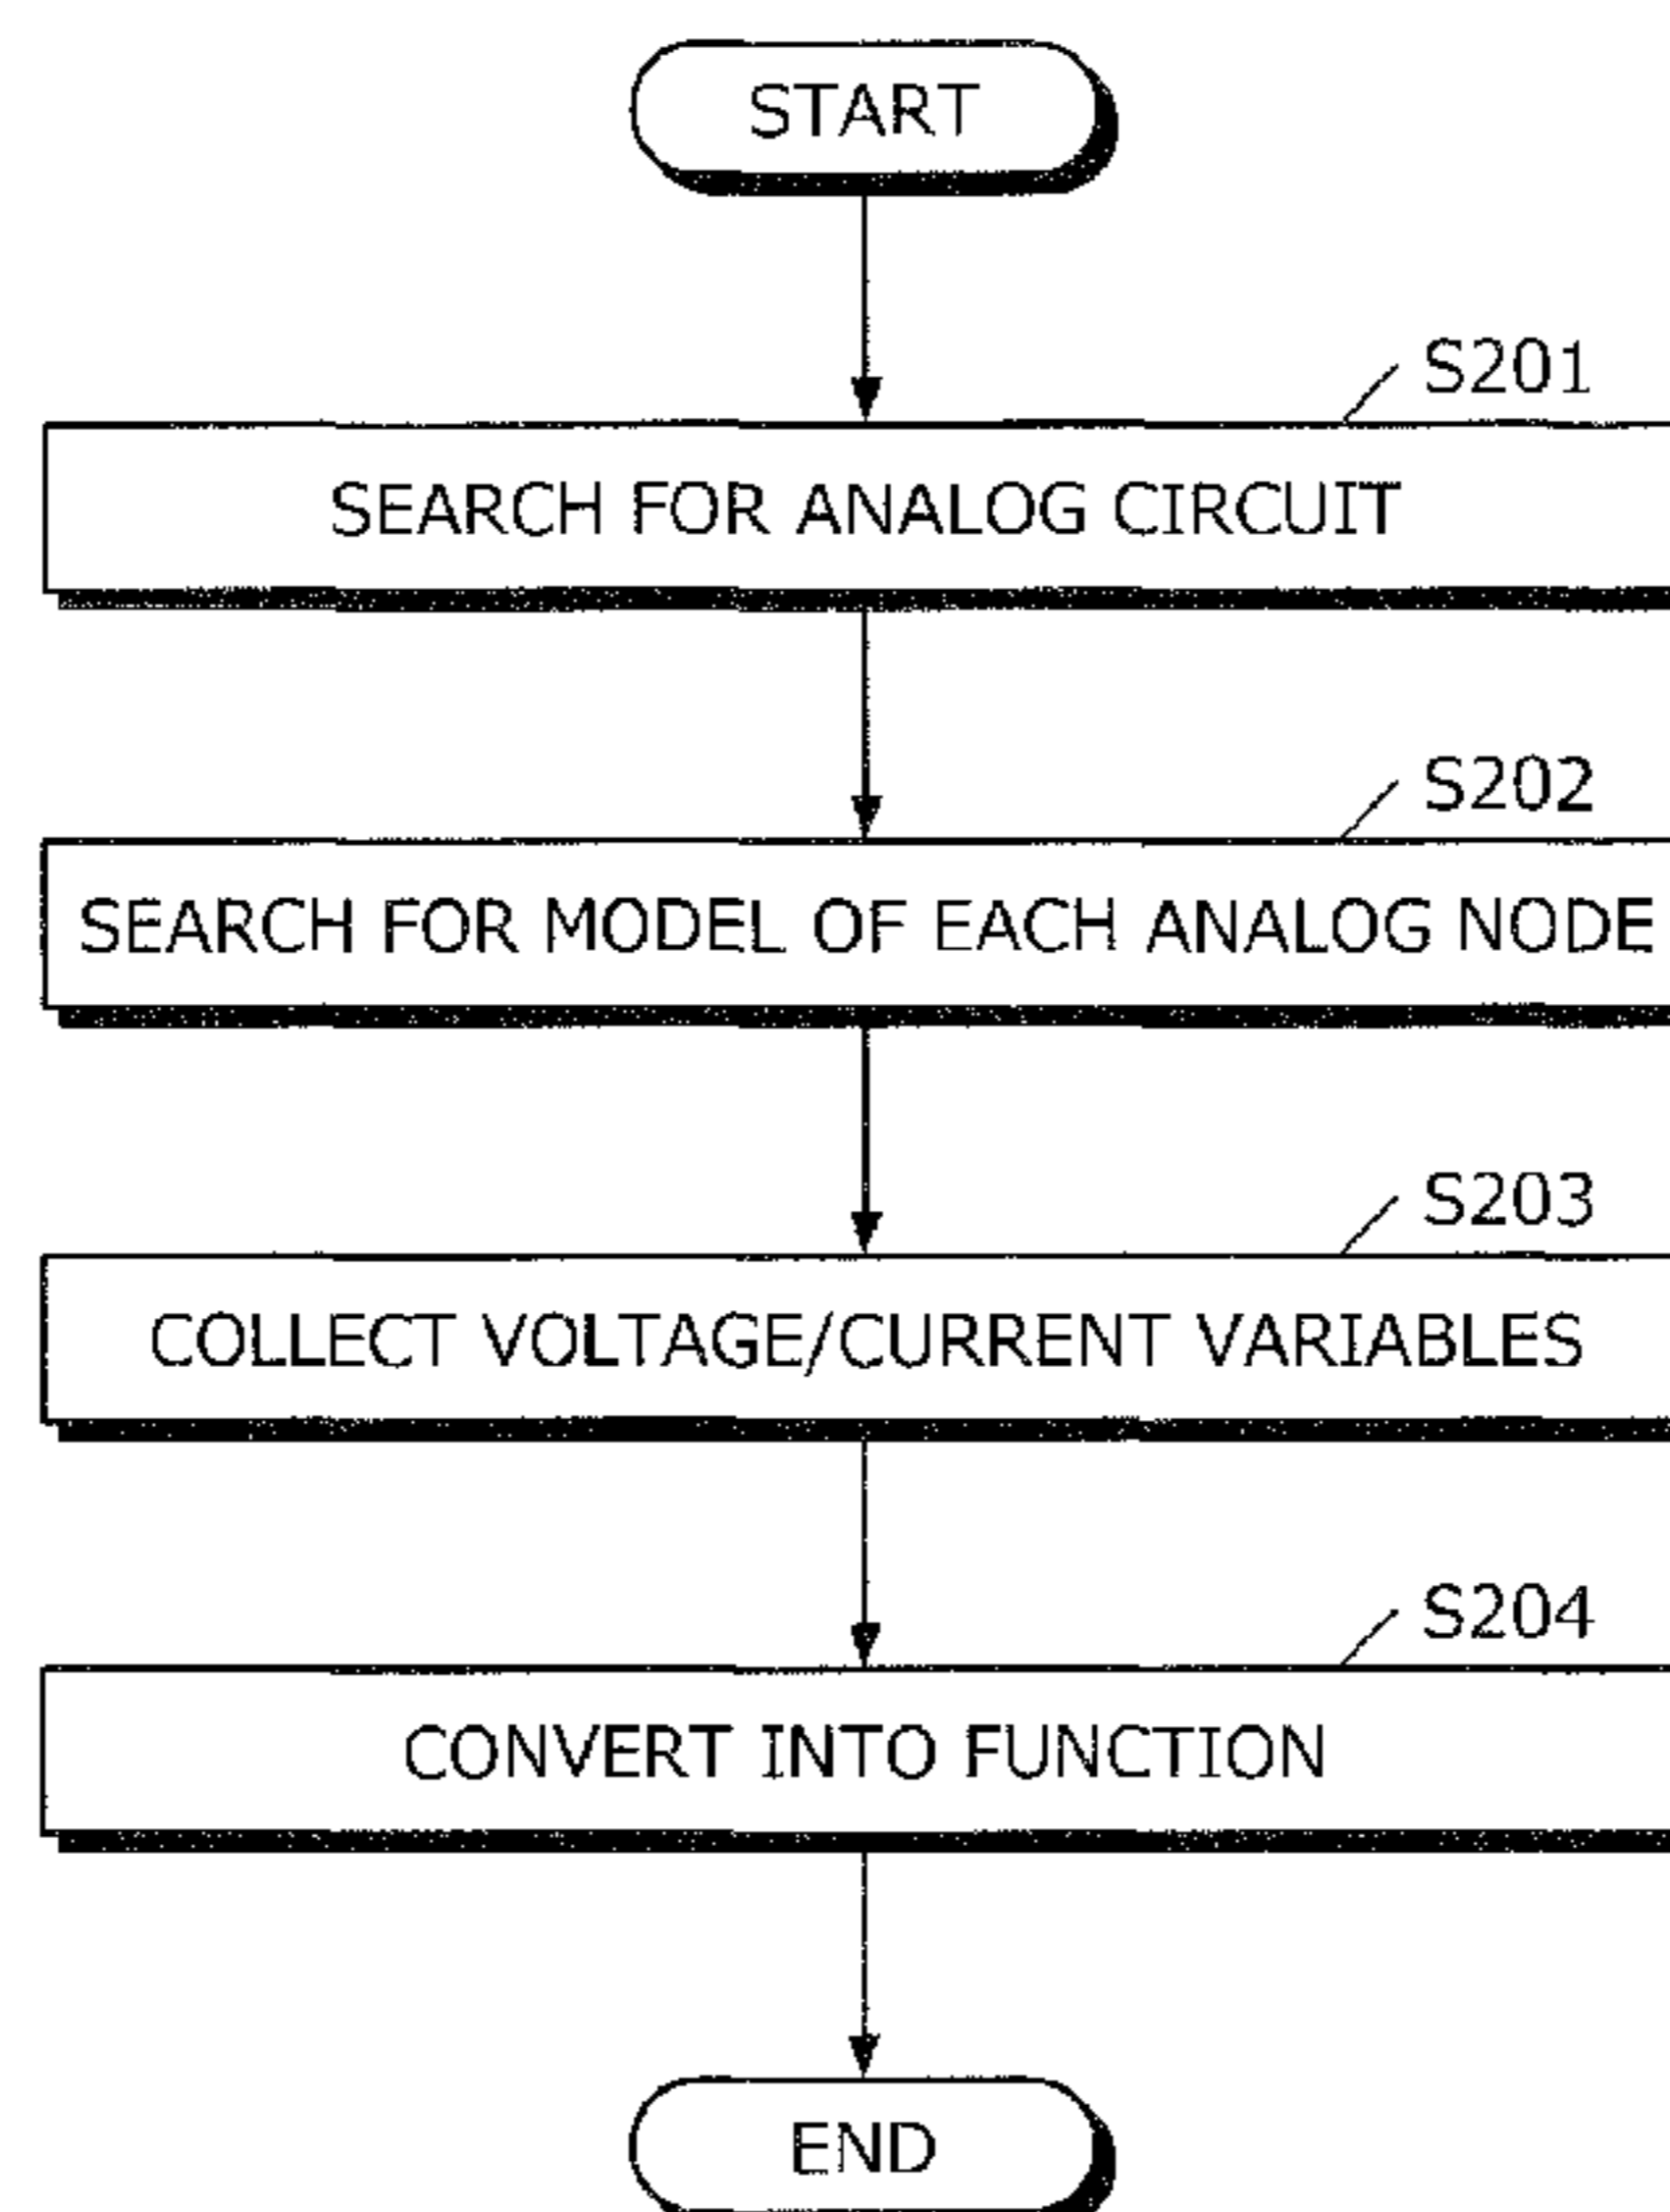 START
S201
SEARCH FOR ANALOG CIRCUIT
S202
SEARCH FOR MODEL OF EACH ANALOG NODE
S203
COLLECT VOLTAGE/CURRENT VARIABLES
S204
CONVERT INTO FUNCTION
END